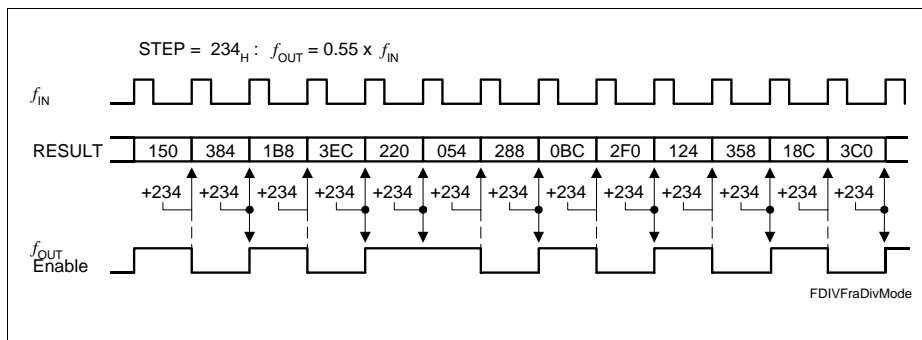 STEP = 234H : fOUT = 0.55 x fIN
fIN
RESULT 150 384 1B8 3EC 220 054 288 0BC 2F0 124 358 18C 3C0
+234 +234 +234 +234 +234 +234 +234 +234 +234 +234 +234 +234 +234
fOUT
Enable
FDIVFraDivMode